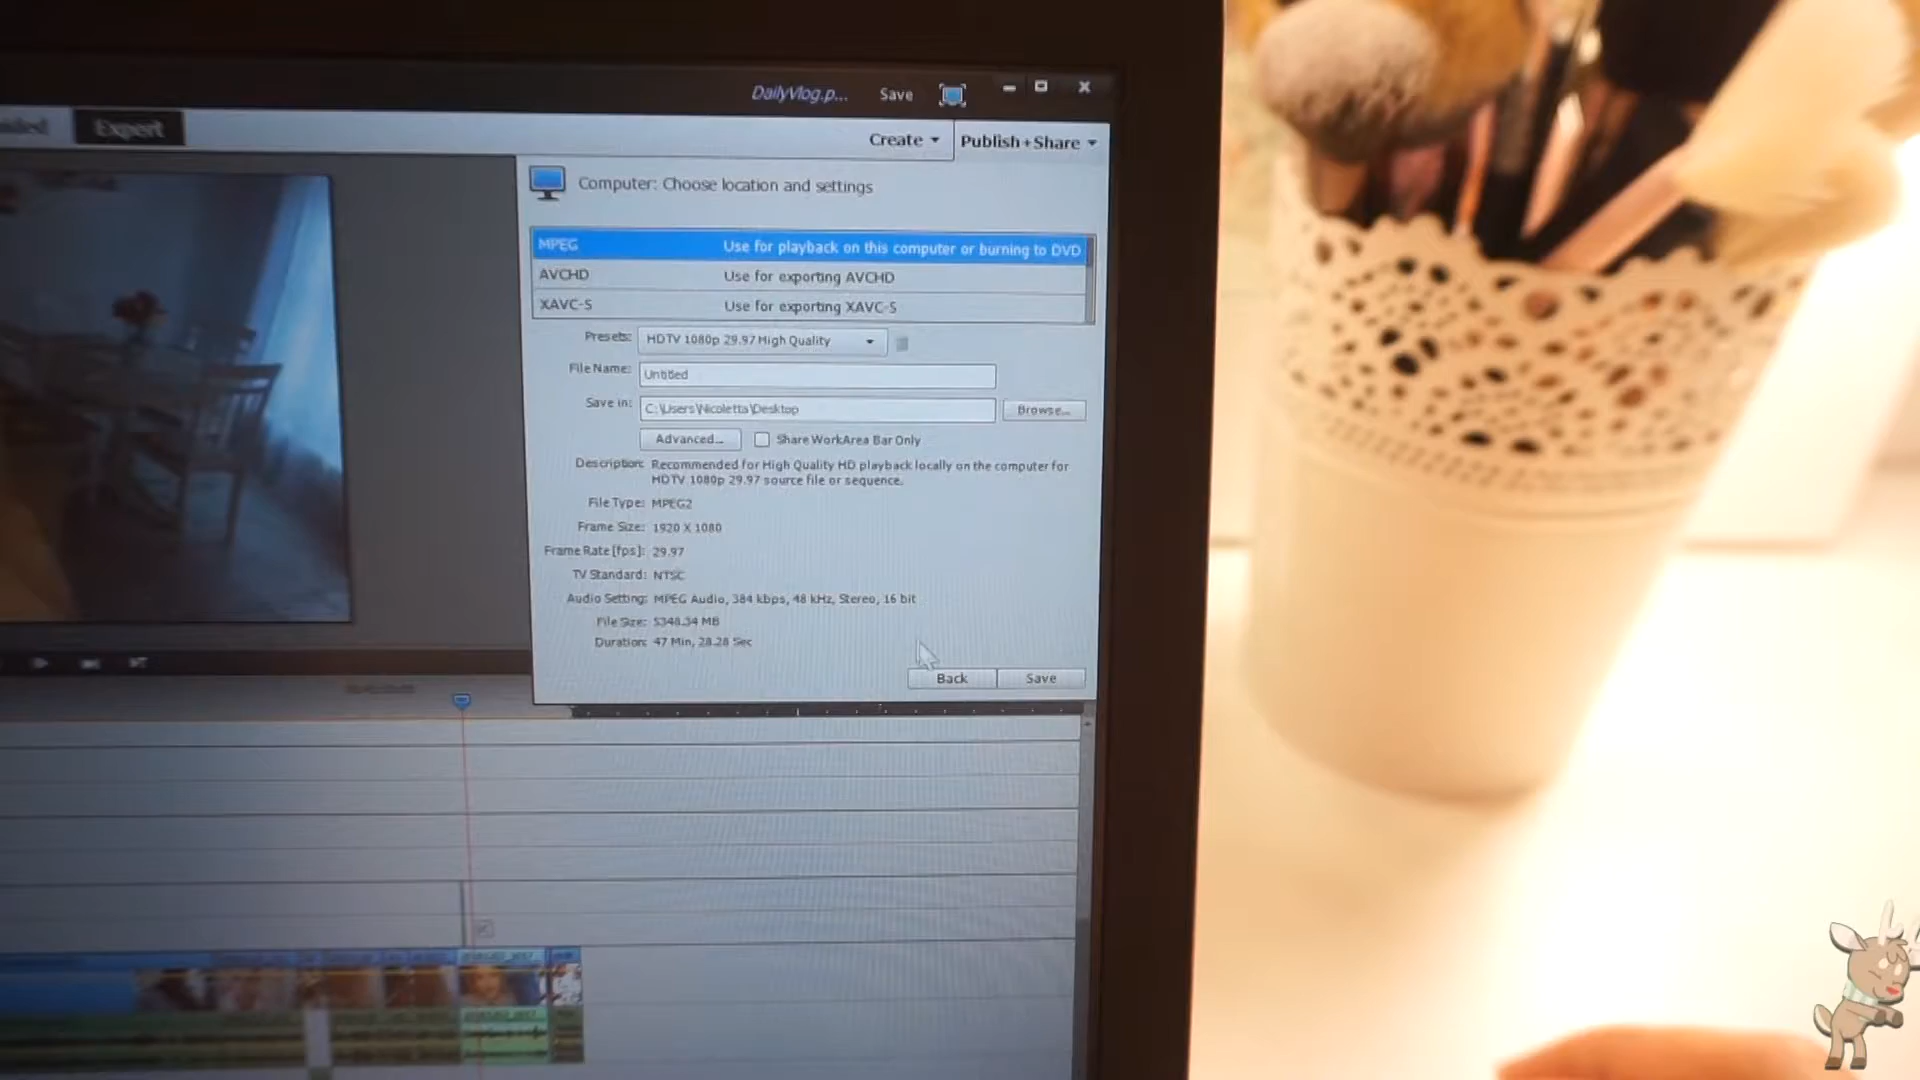 DailyVlog.p... Save
Expert
Create Publish+Share
Computer: Choose location and settings
MPEG Use for playback on this computer or burning to DVD
AVCHD Use for exporting AVCHD
XAVC-S Use for exporting XAVC-S
Presets: HDTV 1080p 29.97 High Quality
File Name: Untitled
Save in: C:\Users\Nicoletta\Desktop Browse...
Advanced... Share WorkArea Bar Only
Description: Recommended for High Quality HD playback locally on the computer for
HDTV 1080p 29.97 source file or sequence.
File Type: MPEG2
Frame Size: 1920 X 1080
Frame Rate [fps]: 29.97
TV Standard: NTSC
Audio Setting: MPEG Audio, 384 kbps, 48 kHz, Stereo, 16 bit
File Size: 5348.34 MB
Duration: 47 Min, 28.28 Sec
Back Save